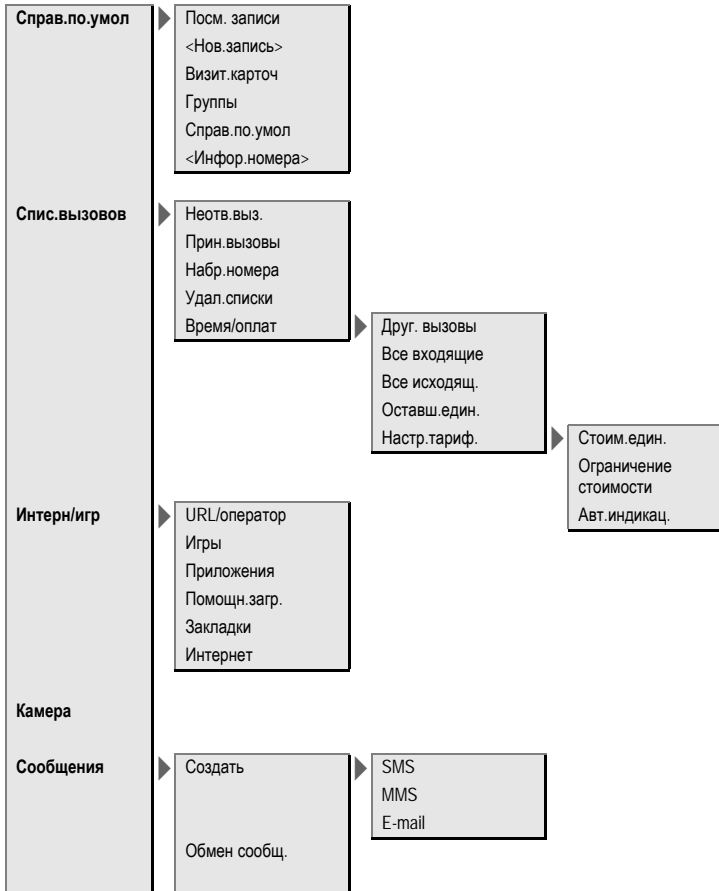 Справ.по.умол
Посм. записи
<Нов.запись>
Визит.карточ
Группы
Справ.по.умол
<Инфор.номера>
Спис.вызовов
Неотв.выз.
Прин.вызовы
Набр.номера
Удал.списки
Время/оплат
Друг. вызовы
Все входящие
Все исходящ.
Оставш.един.
Настр.тариф.
Стоим.един.
Ограничение
стоимости
Авт.индикац.
Интерн/игр
URL/оператор
Игры
Приложения
Помощн.загр.
Закладки
Интернет
Камера
Сообщения
Создать
SMS
MMS
E-mail
Обмен сообщ.